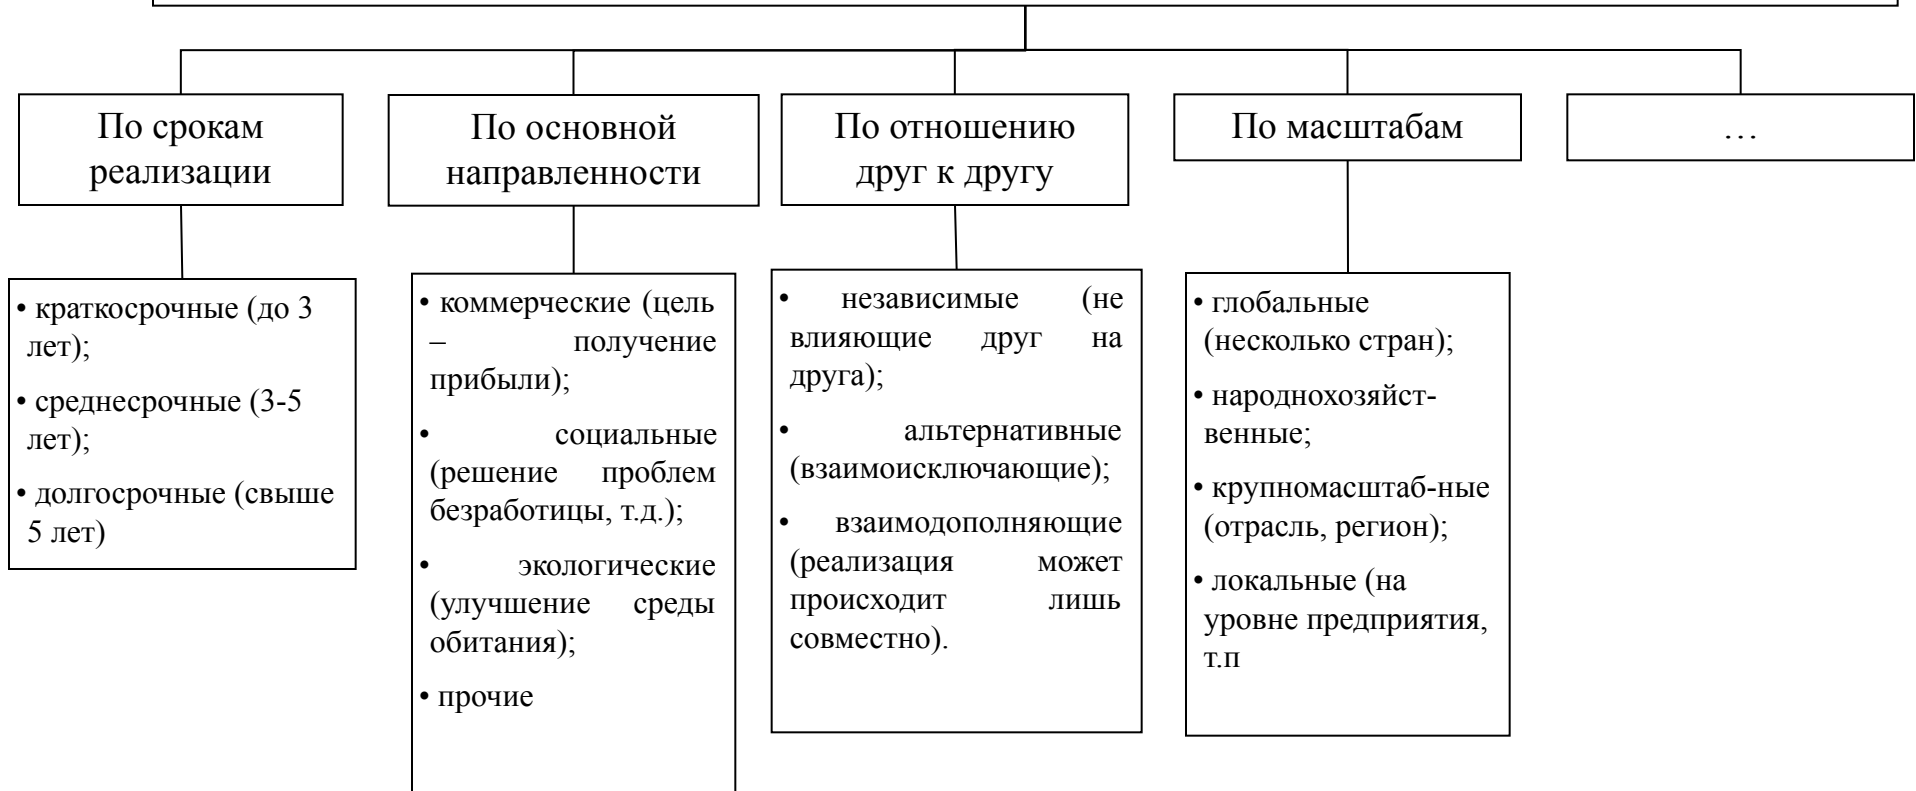 По срокам
реализации
По основной
направленности
По отношению
друг к другу
По масштабам
…
• краткосрочные (до 3
лет);
• среднесрочные (3-5
лет);
• долгосрочные (свыше
5 лет)
• коммерческие (цель
– получение
прибыли);
• социальные
(решение проблем
безработицы, т.д.);
• экологические
(улучшение среды
обитания);
• прочие
• независимые (не
влияющие друг на
друга);
• альтернативные
(взаимоисключающие);
• взаимодополняющие
(реализация может
происходит лишь
совместно).
• глобальные
(несколько стран);
• народнохозяйст-
венные;
• крупномасштаб-ные
(отрасль, регион);
• локальные (на
уровне предприятия,
т.п